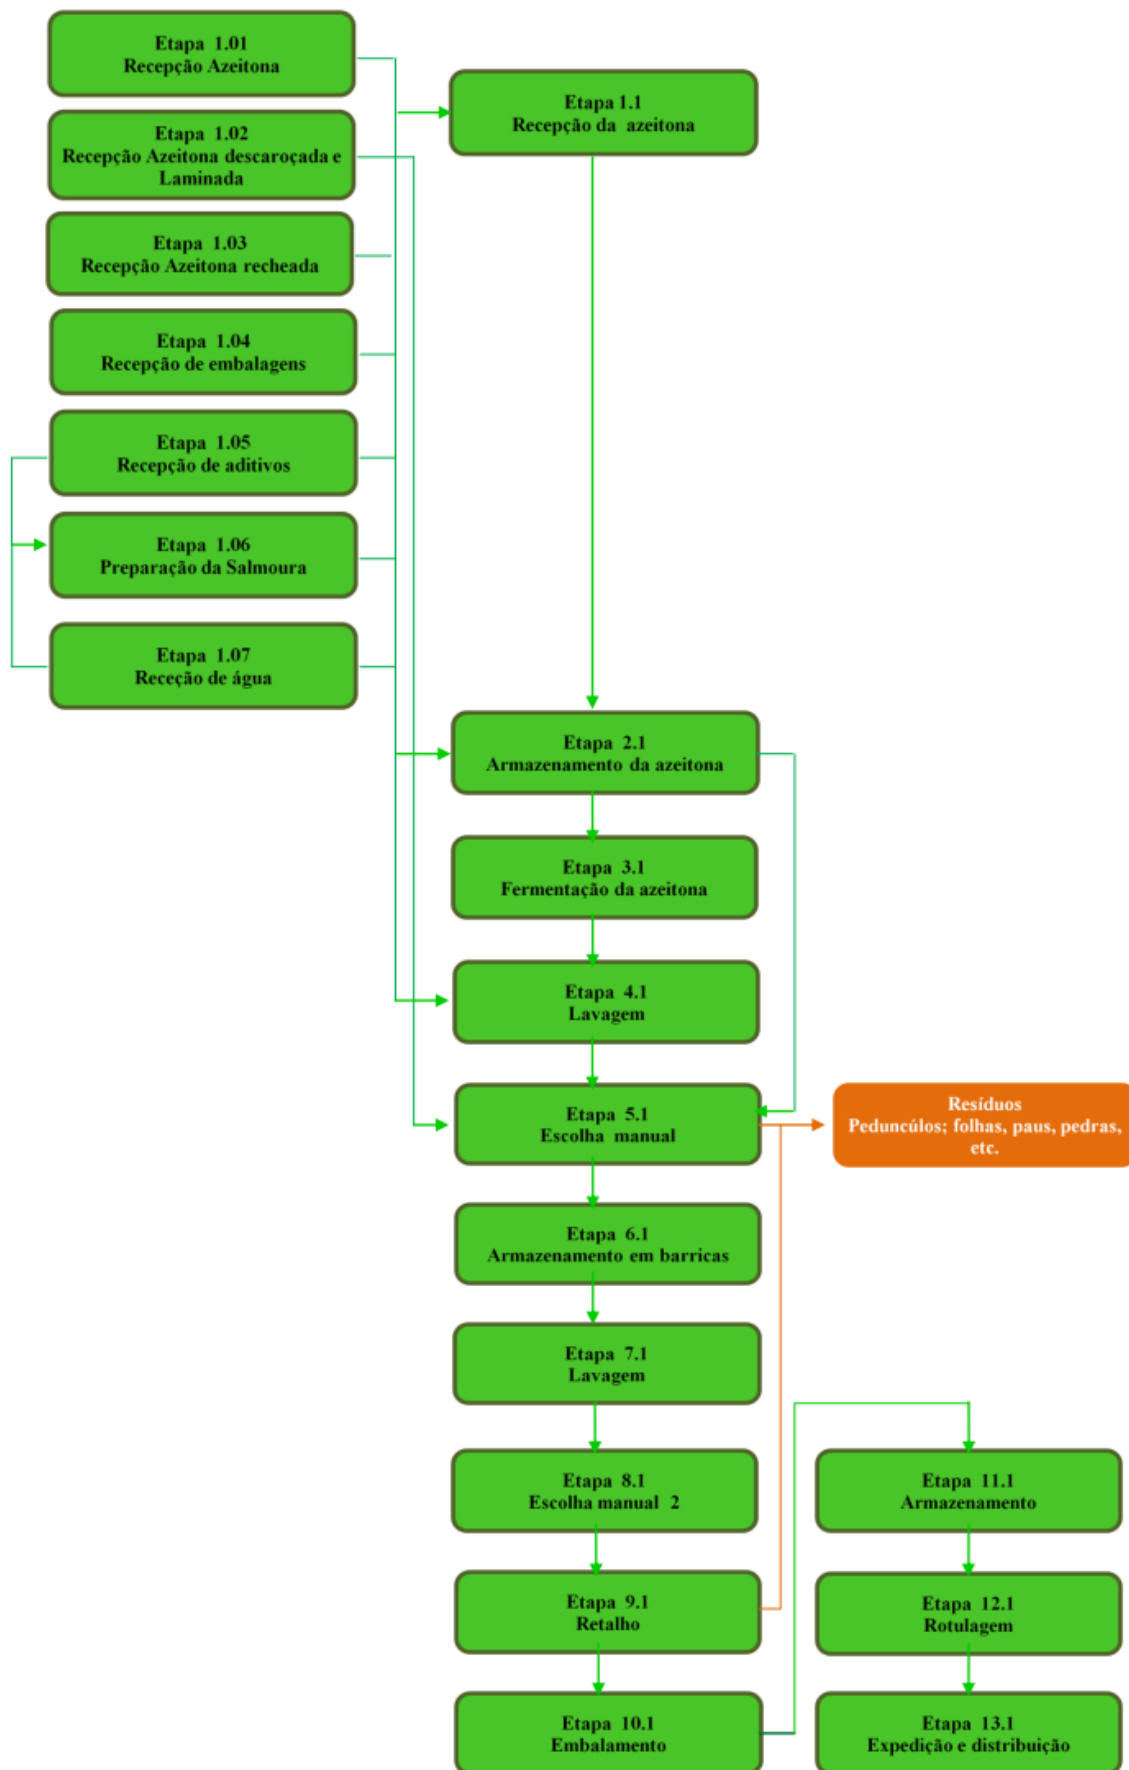 Etapa 1.01
Recepção Azeitona
Etapa 1.02
Recepção Azeitona descaroçada e
Laminada
Etapa 1.03
Recepção Azeitona recheada
Etapa 1.04
Recepção de embalagens
Etapa 1.05
Recepção de aditivos
Etapa 1.06
Preparação da Salmoura
Etapa 1.07
Receção de água
Etapa 1.1
Recepção da azeitona
Etapa 2.1
Armazenamento da azeitona
Etapa 3.1
Fermentação da azeitona
Etapa 4.1
Lavagem
Etapa 5.1
Escolha manual
Resíduos
Peduncúlos; folhas, paus, pedras,
etc.
Etapa 6.1
Armazenamento em barricas
Etapa 7.1
Lavagem
Etapa 8.1
Escolha manual 2
Etapa 9.1
Retalho
Etapa 10.1
Embalamento
Etapa 11.1
Armazenamento
Etapa 12.1
Rotulagem
Etapa 13.1
Expedição e distribuição